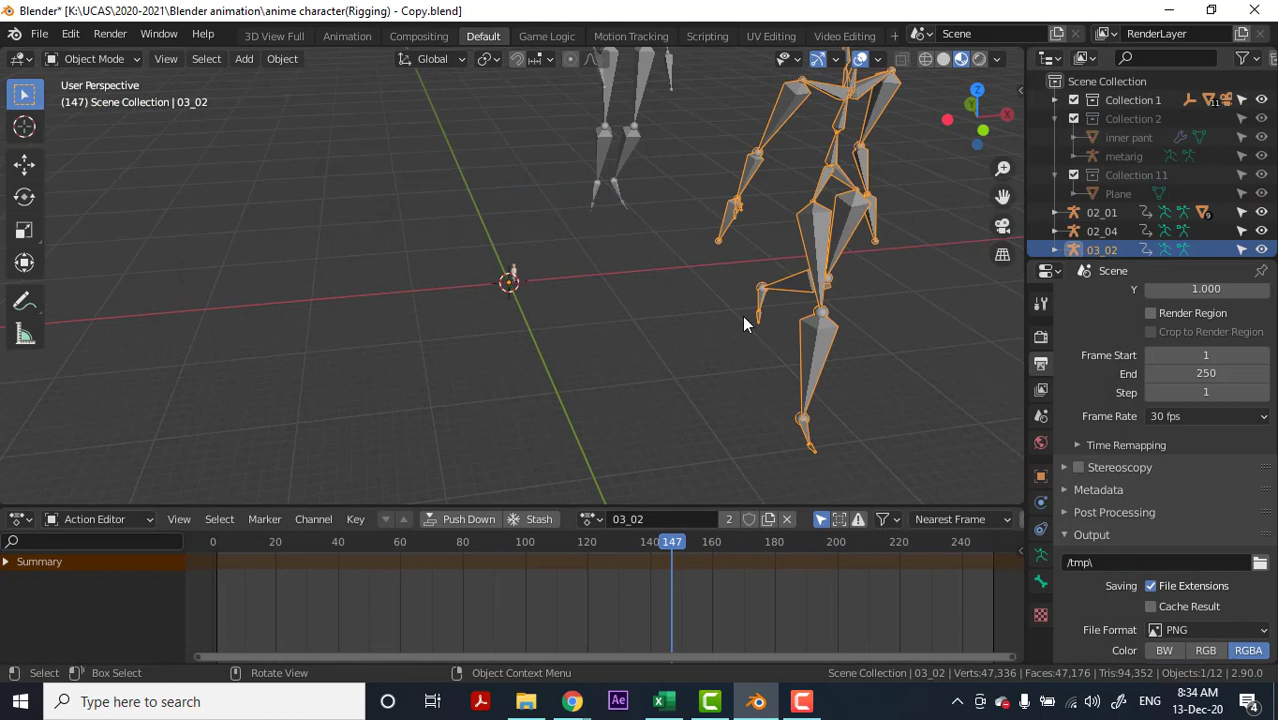 Blender* [K:\UCAS\2020-2021\Blender animation\anime character(Rigging) - Copy.blend]
File Edit Render Window Help 3D View Full Animation Compositing Default Game Logic Motion Tracking Scripting UV Editing Video Editing Scene RenderLayer
Object Mode View Select Add Object Global
User Perspective
(147) Scene Collection | 03_02
Z
Y
X
Scene Collection
Collection 1
11
Collection 2
inner pant
metarig
Collection 11
Plane
02_01
9
02_04
03_02
Scene
Y 1.000
Render Region
Crop to Render Region
Frame Start 1
End 250
Step 1
Frame Rate 30 fps
Time Remapping
Stereoscopy
Metadata
Post Processing
Output
/tmp\
Saving File Extensions
Cache Result
File Format PNG
Color BW RGB RGBA
Action Editor View Select Marker Channel Key Push Down Stash 03_02 2 Nearest Frame
0 20 40 60 80 100 120 140 147 160 180 200 220 240
Summary
Select Box Select Rotate View Object Context Menu Scene Collection | 03_02 | Verts:47,336 | Faces:47,176 | Tris:94,352 | Objects:1/12 | 2.90.0
Type here to search
Ae
8:34 AM
13-Dec-20
4